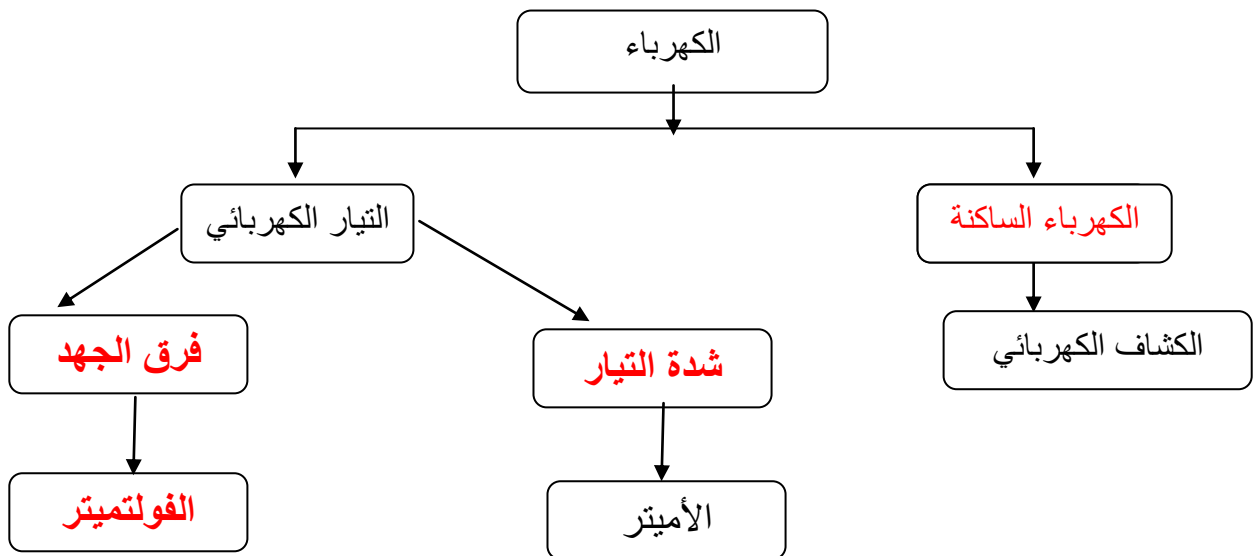 الكهرباء
الكهرباء الساكنة
التيار الكهربائي
الكشاف الكهربائي
شدة التيار
فرق الجهد
الأميتر
الفولتميتر